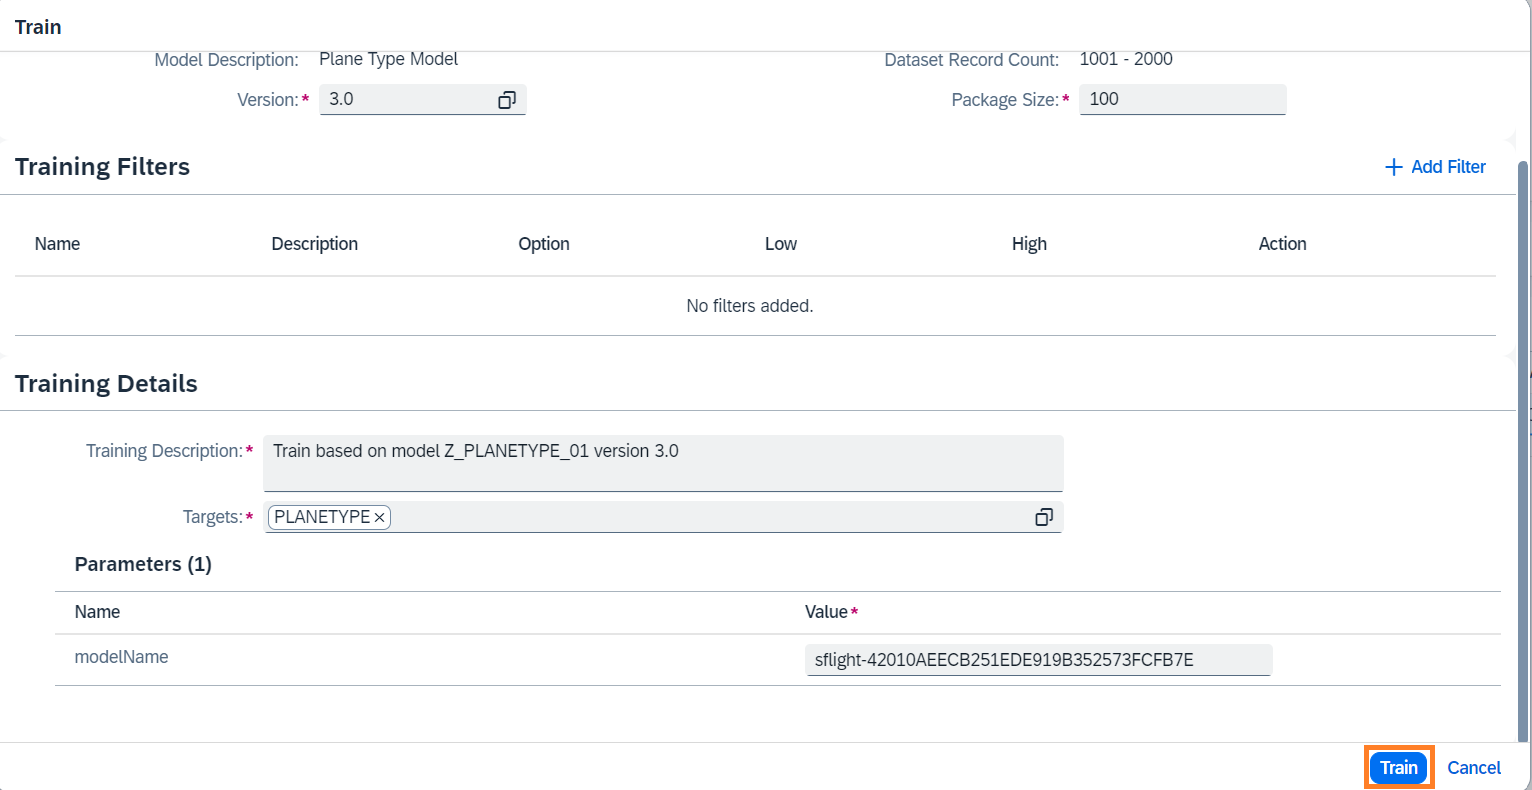 Train
Model Description: Plane Type Model Dataset Record Count: 1001 - 2000
Version:* 3.0 Package Size:* 100
Training Filters + Add Filter
Name Description Option Low High Action
No filters added.
Training Details
Training Description:* Train based on model Z_PLANETYPE_01 version 3.0
Targets:* PLANETYPE ×
Parameters (1)
Name Value*
modelName sflight-42010AEECB251EDE919B352573FCFB7E
Train Cancel